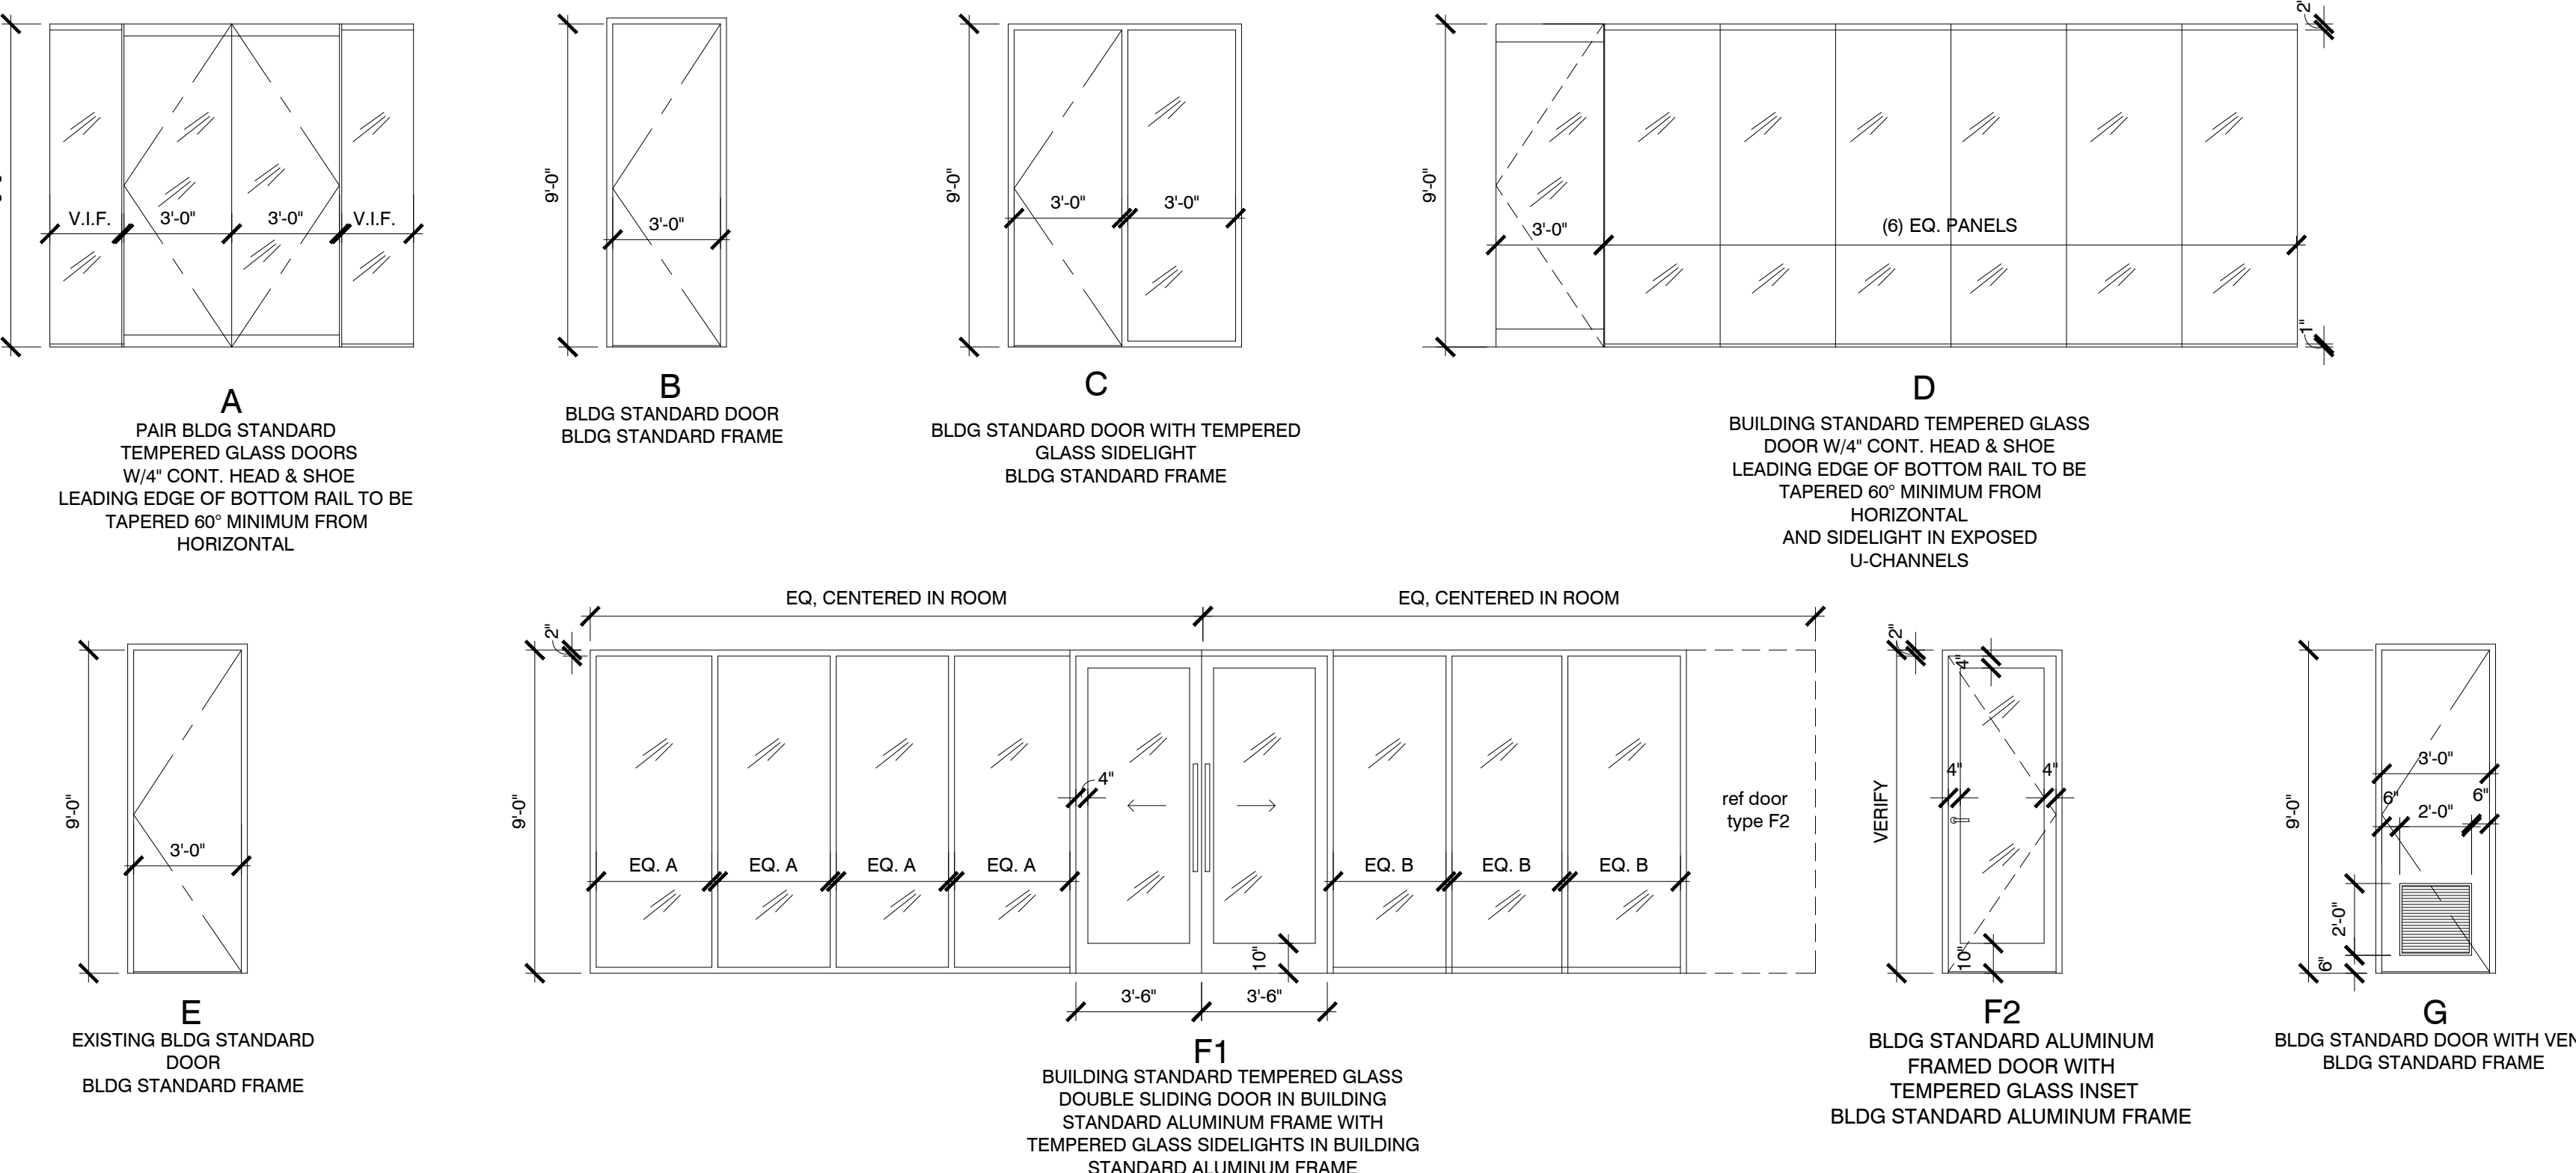 2"
9'-0"
V.I.F.
3'-0"
3'-0"
V.I.F.
9'-0"
3'-0"
9'-0"
3'-0"
3'-0"
9'-0"
3'-0"
(6) EQ. PANELS
1"
A
PAIR BLDG STANDARD
TEMPERED GLASS DOORS
W/4" CONT. HEAD & SHOE
LEADING EDGE OF BOTTOM RAIL TO BE
TAPERED 60° MINIMUM FROM
HORIZONTAL
B
BLDG STANDARD DOOR
BLDG STANDARD FRAME
C
BLDG STANDARD DOOR WITH TEMPERED
GLASS SIDELIGHT
BLDG STANDARD FRAME
D
BUILDING STANDARD TEMPERED GLASS
DOOR W/4" CONT. HEAD & SHOE
LEADING EDGE OF BOTTOM RAIL TO BE
TAPERED 60° MINIMUM FROM
HORIZONTAL
AND SIDELIGHT IN EXPOSED
U-CHANNELS
9'-0"
3'-0"
E
EXISTING BLDG STANDARD
DOOR
BLDG STANDARD FRAME
EQ, CENTERED IN ROOM
EQ, CENTERED IN ROOM
2"
9'-0"
4"
EQ. A
EQ. A
EQ. A
EQ. A
EQ. B
EQ. B
EQ. B
ref door
type F2
10"
3'-6"
3'-6"
F1
BUILDING STANDARD TEMPERED GLASS
DOUBLE SLIDING DOOR IN BUILDING
STANDARD ALUMINUM FRAME WITH
TEMPERED GLASS SIDELIGHTS IN BUILDING
STANDARD ALUMINUM FRAME
2"
4"
VERIFY
4"
4"
10"
F2
BLDG STANDARD ALUMINUM
FRAMED DOOR WITH
TEMPERED GLASS INSET
BLDG STANDARD ALUMINUM FRAME
9'-0"
3'-0"
6"
2'-0"
6"
2'-0"
6"
G
BLDG STANDARD DOOR WITH VEN
BLDG STANDARD FRAME